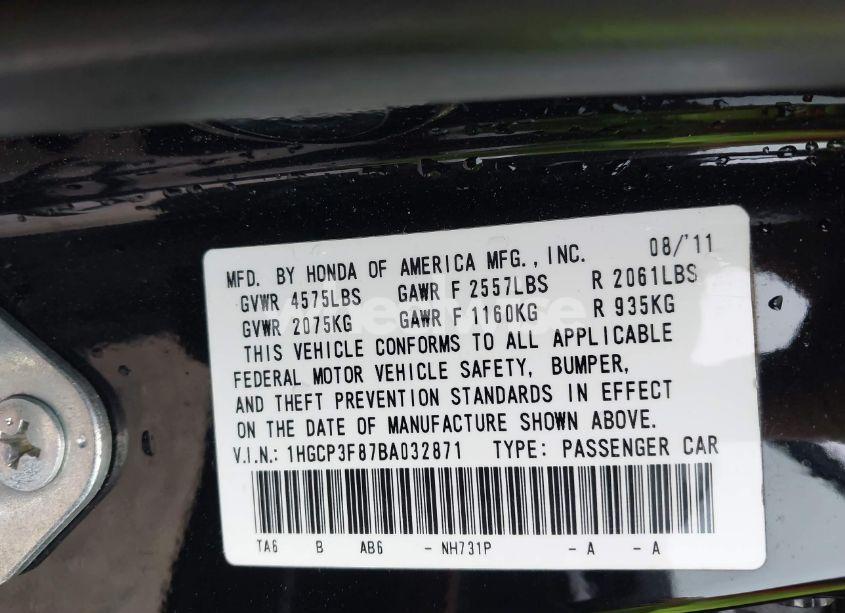 MFD. BY HONDA OF AMERICA MFG., INC. 08/'11
GVWR 4575LBS GAWR F 2557LBS R 2061LBS
GVWR 2075KG GAWR F 1160KG R 935KG
THIS VEHICLE CONFORMS TO ALL APPLICABLE
FEDERAL MOTOR VEHICLE SAFETY, BUMPER,
AND THEFT PREVENTION STANDARDS IN EFFECT
ON THE DATE OF MANUFACTURE SHOWN ABOVE.
V.I.N.: 1HGCP3F87BA032871 TYPE: PASSENGER CAR
TA6 B AB6 - NH731P - A - A